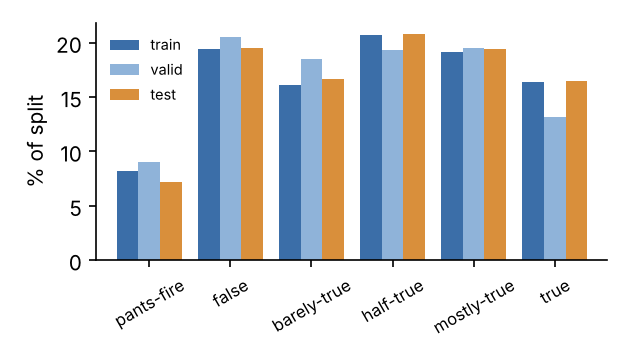 train
valid
test
% of split
20
15
10
5
0
pants-fire
false
barely-true
half-true
mostly-true
true